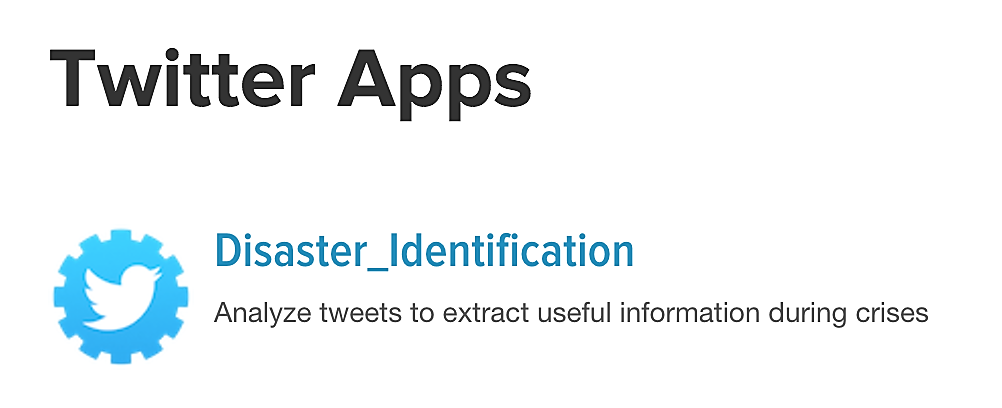 Twitter Apps
Disaster_Identification
Analyze tweets to extract useful information during crises